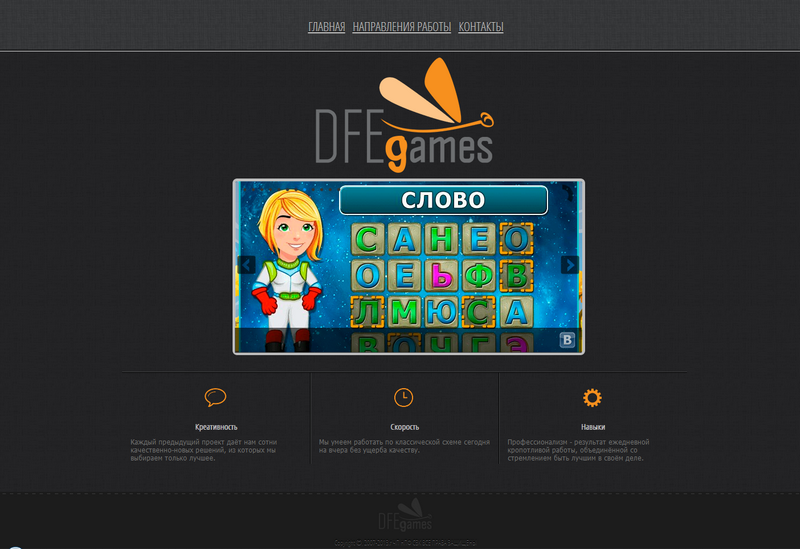 ГЛАВНАЯ НАПРАВЛЕНИЯ РАБОТЫ КОНТАКТЫ
DFEgames
СЛОВО
С А Н Е О
О Е Ь Ф В
Л М Ю С А
В О Ч Г Э
В
Креативность Скорость Навыки
Каждый предыдущий проект даёт нам сотни
качественно-новых решений, из которых мы
выбираем только лучшее.
Мы умеем работать по классической схеме сегодня
на вчера без ущерба качеству.
Профессионализм - результат ежедневной
кропотливой работы, объединённой со
стремлением быть лучшим в своём деле.
DFEgames